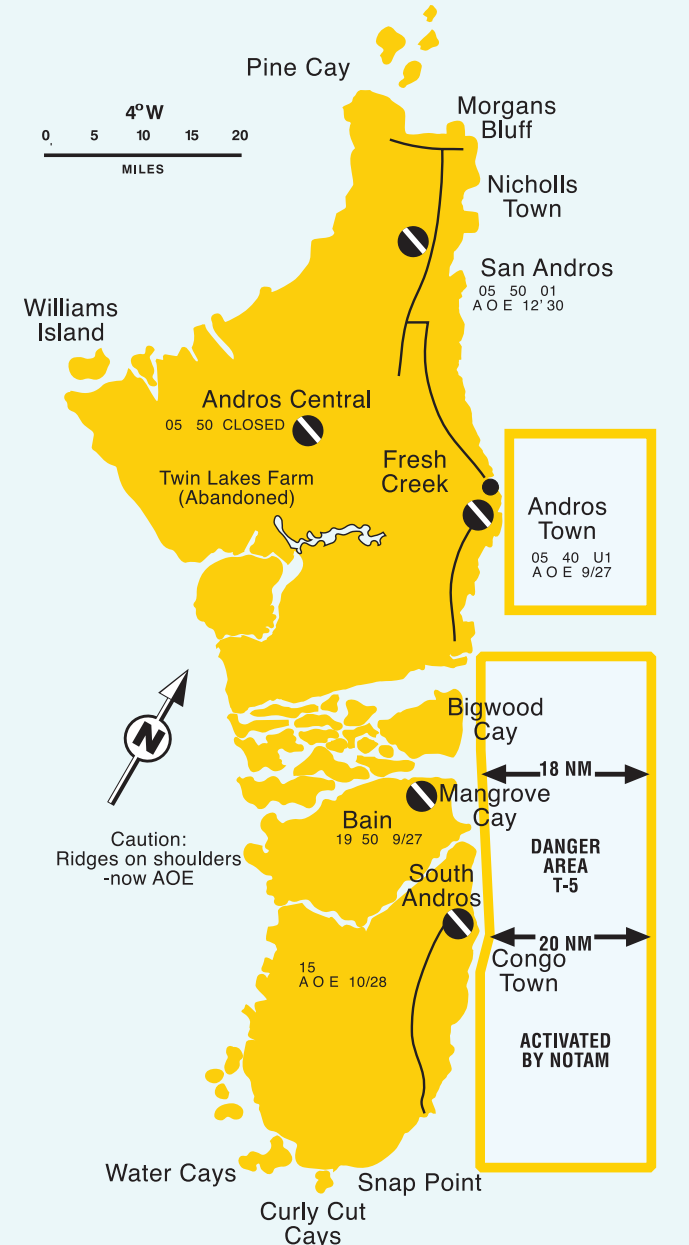 Pine Cay
4° W
0 5 10 15 20
MILES
Morgans
Bluff
Nicholls
Town
San Andros
05 50 01
A O E 12' 30
Williams
Island
Andros Central
05 50 CLOSED
Twin Lakes Farm
(Abandoned)
Fresh
Creek
Andros
Town
05 40 U1
A O E 9/27
N
Bigwood
Cay
18 NM
Mangrove
Cay
Bain
19 50 9/27
Caution:
Ridges on shoulders
-now AOE
DANGER
AREA
T-5
South
Andros
20 NM
Congo
Town
15
A O E 10/28
ACTIVATED
BY NOTAM
Water Cays
Snap Point
Curly Cut
Cays